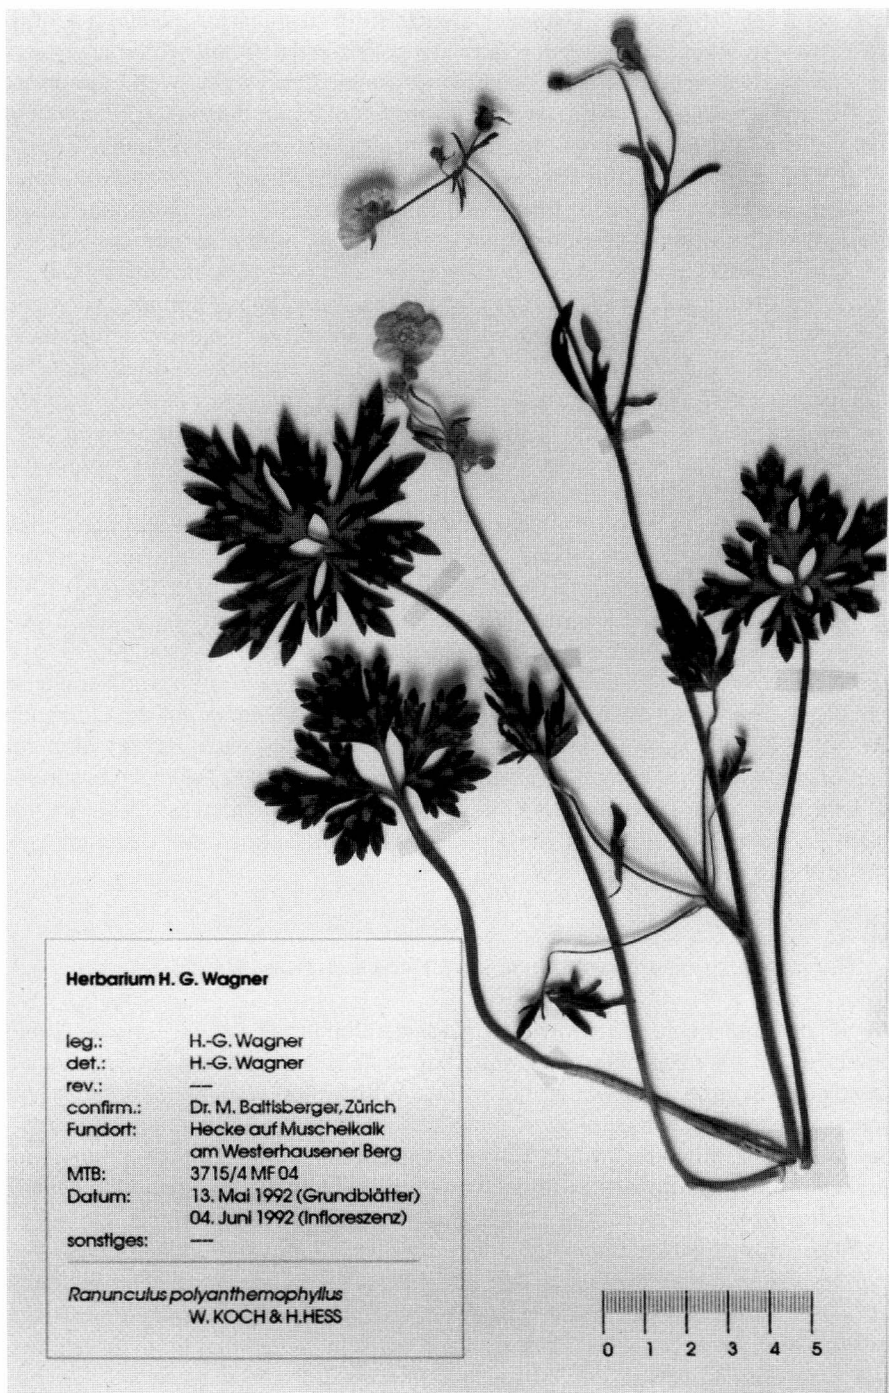 Herbarium H. G. Wagner
leg.: H.-G. Wagner
det.: H.-G. Wagner
rev.: ---
confirm.: Dr. M. Baltisberger, Zürich
Fundort: Hecke auf Muschelkalk
am Westerhausener Berg
MTB: 3715/4 MF 04
Datum: 13. Mai 1992 (Grundblätter)
04. Juni 1992 (Infloreszenz)
sonstiges: ---
Ranunculus polyanthemophyllus
W. KOCH & H.HESS
0 1 2 3 4 5